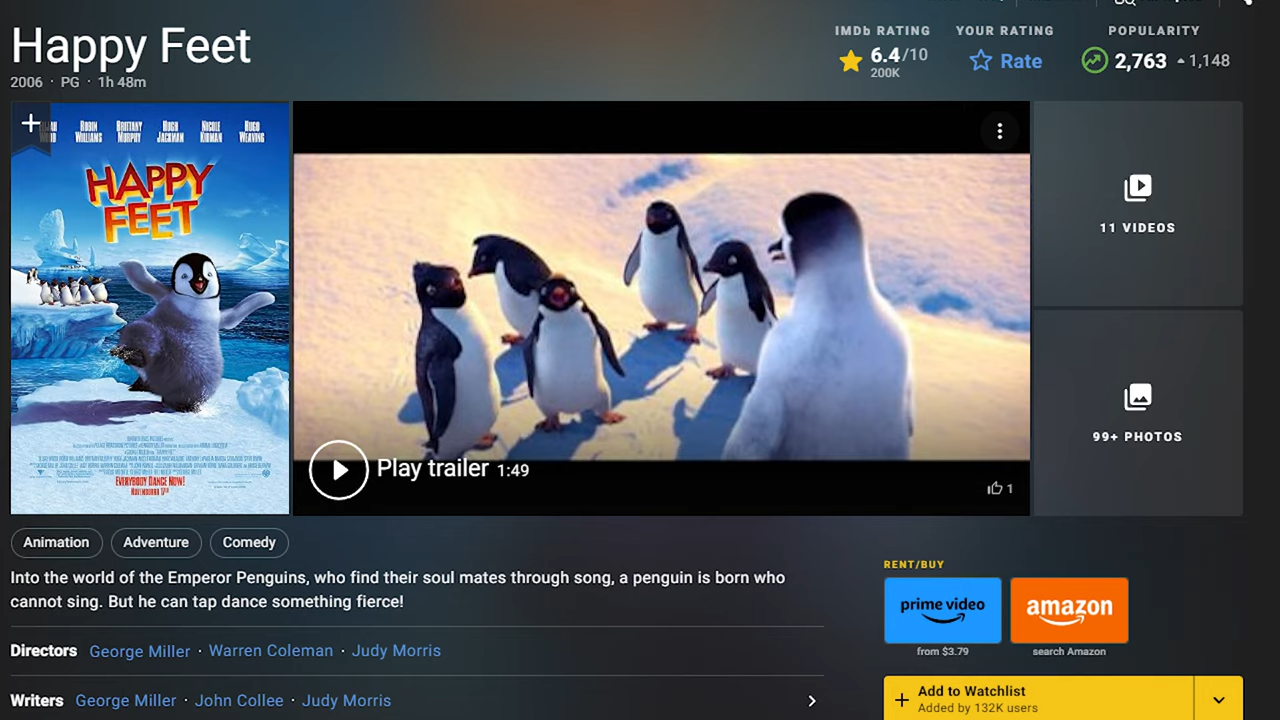 Happy Feet
2006 · PG · 1h 48m
IMDb RATING
6.4/10
200K
YOUR RATING
Rate
POPULARITY
2,763
1,148
ROBIN WILLIAMS
BRITTANY MURPHY
HUGH JACKMAN
NICOLE KIDMAN
HUGO WEAVING
HAPPY
FEET
EVERYBODY DANCE NOW!
NOVEMBER 17
Play trailer 1:49
1
11 VIDEOS
99+ PHOTOS
Animation
Adventure
Comedy
Into the world of the Emperor Penguins, who find their soul mates through song, a penguin is born who
cannot sing. But he can tap dance something fierce!
Directors George Miller · Warren Coleman · Judy Morris
Writers George Miller · John Collee · Judy Morris
RENT/BUY
prime video
amazon
from $3.79
search Amazon
Add to Watchlist
Added by 132K users